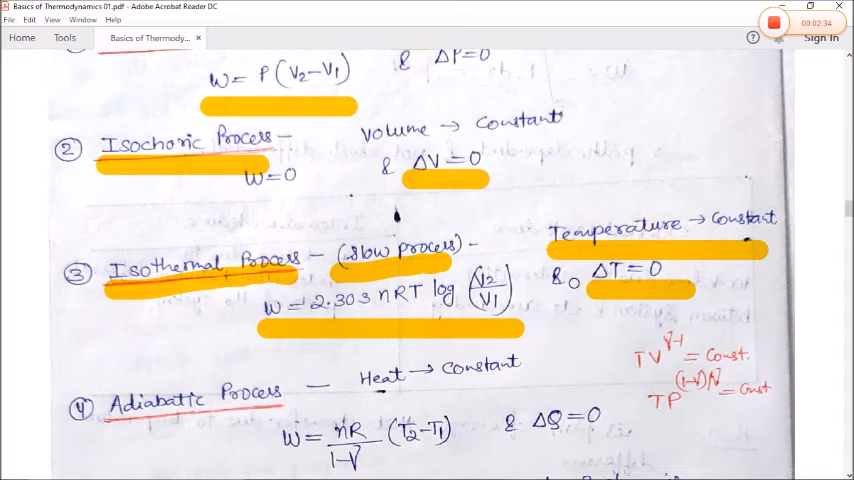 Basics of Thermodynamics 01.pdf - Adobe Acrobat Reader DC
File Edit View Window Help
00:02:34
Home Tools Basics of Thermody... × Sign In
W = P (V2-V1) & ΔP=0
② Isochoric Process - Volume → Constant
W=0 & ΔV=0
③ Isothermal Process - (slow process) - Temperature → Constant
& ΔT=0
W = 2.303 nRT log (V2/V1)
TV^γ-1 = Const.
TP^(1-γ)/γ = Const
④ Adiabatic Process — Heat → Constant
W = nR/1-γ (T2-T1) & ΔQ=0